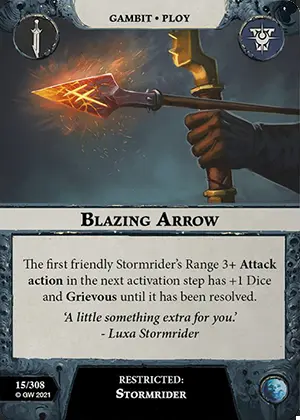 GAMBIT • PLOY
BLAZING ARROW
The first friendly Stormrider's Range 3+ Attack
action in the next activation step has +1 Dice
and Grievous until it has been resolved.
'A little something extra for you.'
- Luxa Stormrider
15/308
© GW 2021
RESTRICTED:
STORMRIDER